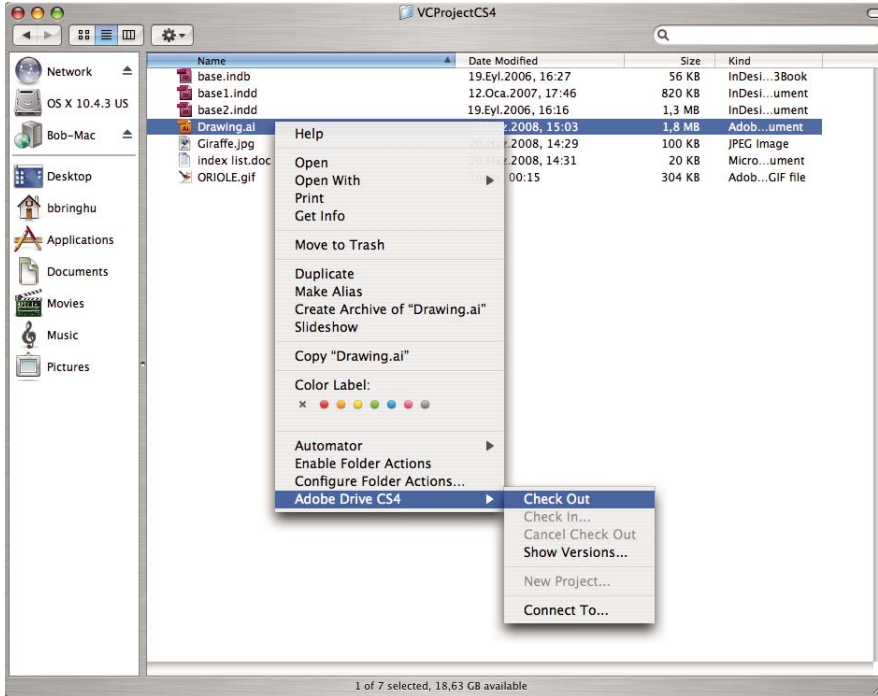 VCProjectCS4
Name Date Modified Size Kind
Network
OS X 10.4.3 US
Bob-Mac
Desktop
bbringhu
Applications
Documents
Movies
Music
Pictures
base.indb 19.Eyl.2006, 16:27 56 KB InDesi...3Book
base1.indd 12.Oca.2007, 17:46 820 KB InDesi...ument
base2.indd 19.Eyl.2006, 16:16 1,3 MB InDesi...ument
Drawing.ai z.2008, 15:03 1,8 MB Adob...ument
Giraffe.jpg 20.Haz.2008, 14:29 100 KB JPEG Image
index list.doc 20.Haz.2008, 14:31 20 KB Micro...ument
ORIOLE.gif 00:15 304 KB Adob...GIF file
Help
Open
Open With
Print
Get Info
Move to Trash
Duplicate
Make Alias
Create Archive of “Drawing.ai”
Slideshow
Copy “Drawing.ai”
Color Label:
Automator
Enable Folder Actions
Configure Folder Actions...
Adobe Drive CS4
Check Out
Check In...
Cancel Check Out
Show Versions...
New Project...
Connect To...
1 of 7 selected, 18,63 GB available